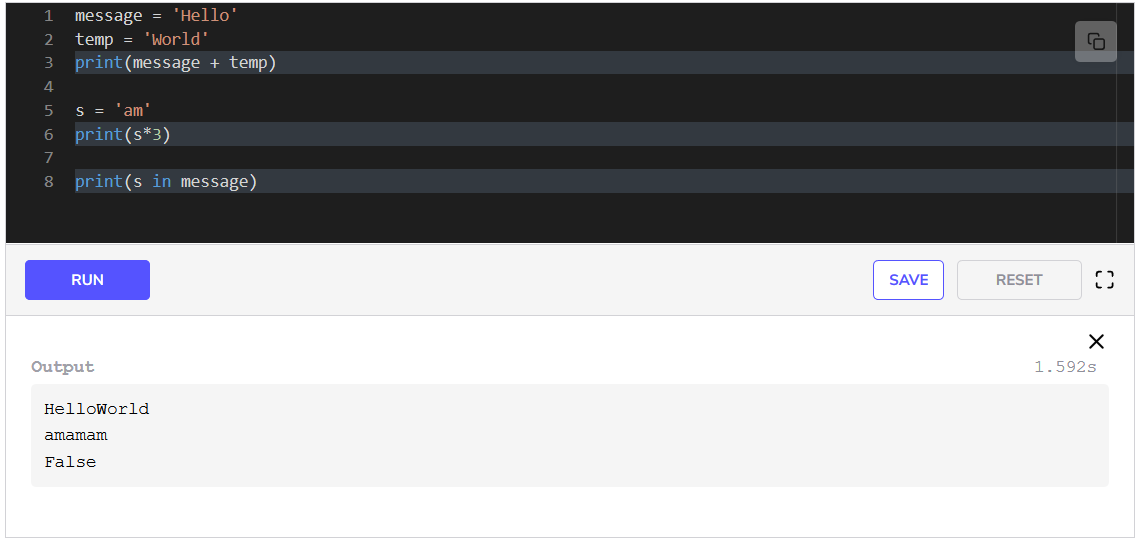 1 message = 'Hello'
2 temp = 'World'
3 print(message + temp)
4
5 s = 'am'
6 print(s*3)
7
8 print(s in message)
RUN
SAVE
RESET
Output
1.592s
HelloWorld
amamam
False